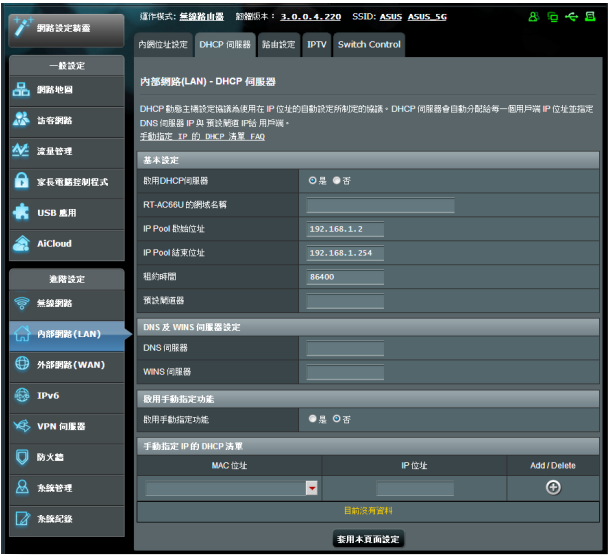 網路設定精靈
運作模式: 無線路由器 韌體版本: 3.0.0.4.220 SSID: ASUS ASUS_5G
內網位址設定 DHCP 伺服器 路由設定 IPTV Switch Control
一般設定
網路地圖
訪客網路
流量管理
家長電腦控制程式
USB 應用
AiCloud
進階設定
無線網路
內部網路(LAN)
外部網路(WAN)
IPv6
VPN 伺服器
防火牆
系統管理
系統紀錄
內部網路(LAN) - DHCP 伺服器
DHCP 動態主機設定協議為使用在 IP 位址的自動設定所制定的協議。DHCP 伺服器會自動分配給每一個用戶端 IP 位址並指定
DNS 伺服器 IP 與 預設閘道 IP給 用戶端。
手動指定 IP 的 DHCP 清單 FAQ
基本設定
啟用DHCP伺服器 是 否
RT-AC66U 的網域名稱
IP Pool 起始位址 192.168.1.2
IP Pool 結束位址 192.168.1.254
租約時間 86400
預設閘道器
DNS 及 WINS 伺服器設定
DNS 伺服器
WINS 伺服器
啟用手動指定功能
啟用手動指定功能 是 否
手動指定 IP 的 DHCP 清單
MAC 位址 IP 位址 Add / Delete
目前沒有資料
套用本頁面設定